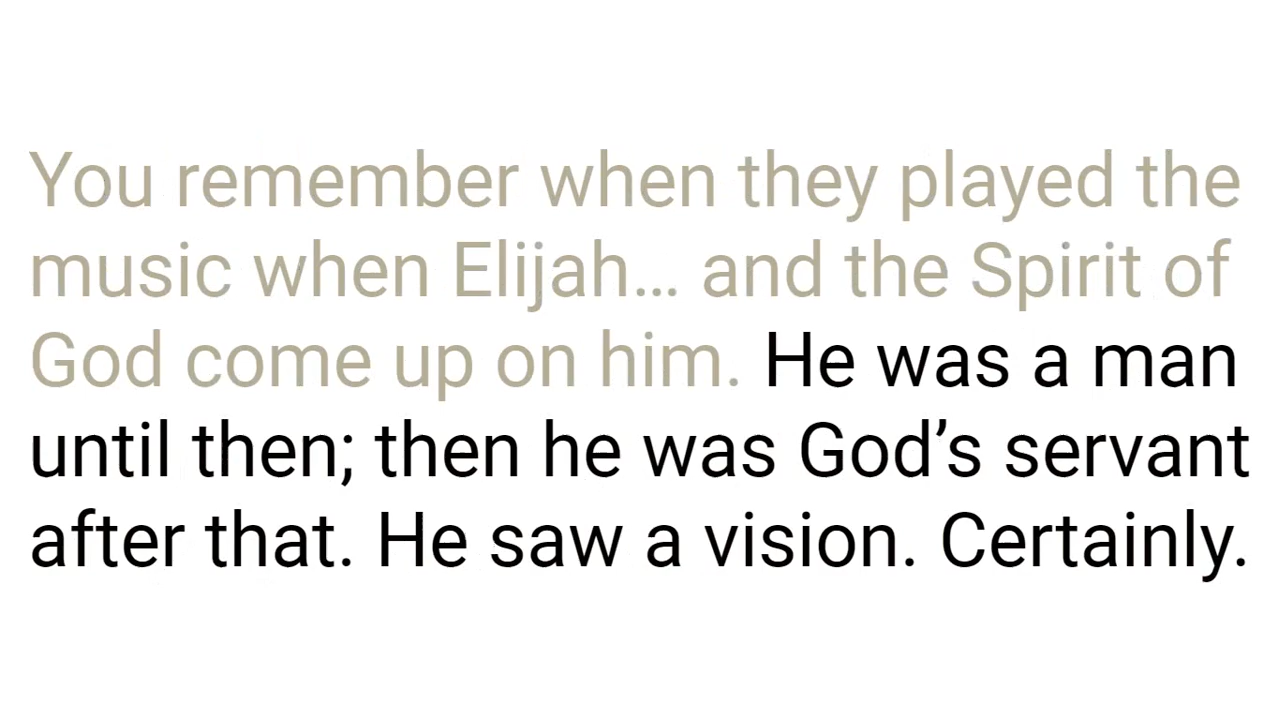 You remember when they played the
music when Elijah… and the Spirit of
God come up on him. He was a man
until then; then he was God’s servant
after that. He saw a vision. Certainly.